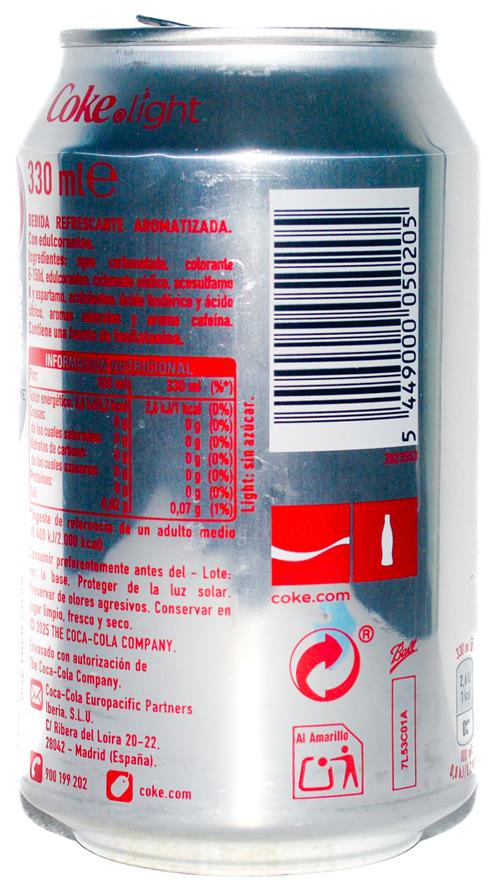 Coke light
330 ml e
BEBIDA REFRESCANTE AROMATIZADA.
Con edulcorantes.
Ingredientes: agua carbonatada, colorante
E-150d, edulcorantes, ciclamato sódico, acesulfamo
K y aspartamo, acidulantes, ácido fosfórico y ácido
cítrico, aromas naturales y aroma cafeína.
Contiene una fuente de fenilalanina.
INFORMACIÓN NUTRICIONAL
Por: 100 ml 330 ml (%*)
Valor energético: 2,8 kJ/1 kcal (0%)
Grasas: 0 g 0 g (0%)
de las cuales saturadas: 0 g 0 g (0%)
Hidratos de carbono: 0 g 0 g (0%)
de los cuales azúcares: 0 g 0 g (0%)
Proteínas: 0 g 0 g (0%)
Sal: 0,02 g 0,07 g (1%)
Light: sin azúcar.
*Ingesta de referencia de un adulto medio
(8 400 kJ/2.000 kcal)
Consumir preferentemente antes del - Lote:
ver la base. Proteger de la luz solar.
Preservar de olores agresivos. Conservar en
lugar limpio, fresco y seco.
© 2025 THE COCA-COLA COMPANY.
Envasado con autorización de
The Coca-Cola Company.
Coca-Cola Europacific Partners
Iberia, S.L.U.
C/ Ribera del Loira 20-22.
28042 - Madrid (España).
900 199 202
coke.com
5 449000 050205
coke.com
®
Ball
Al Amarillo
7L53C01A
330 ml
1 kcal